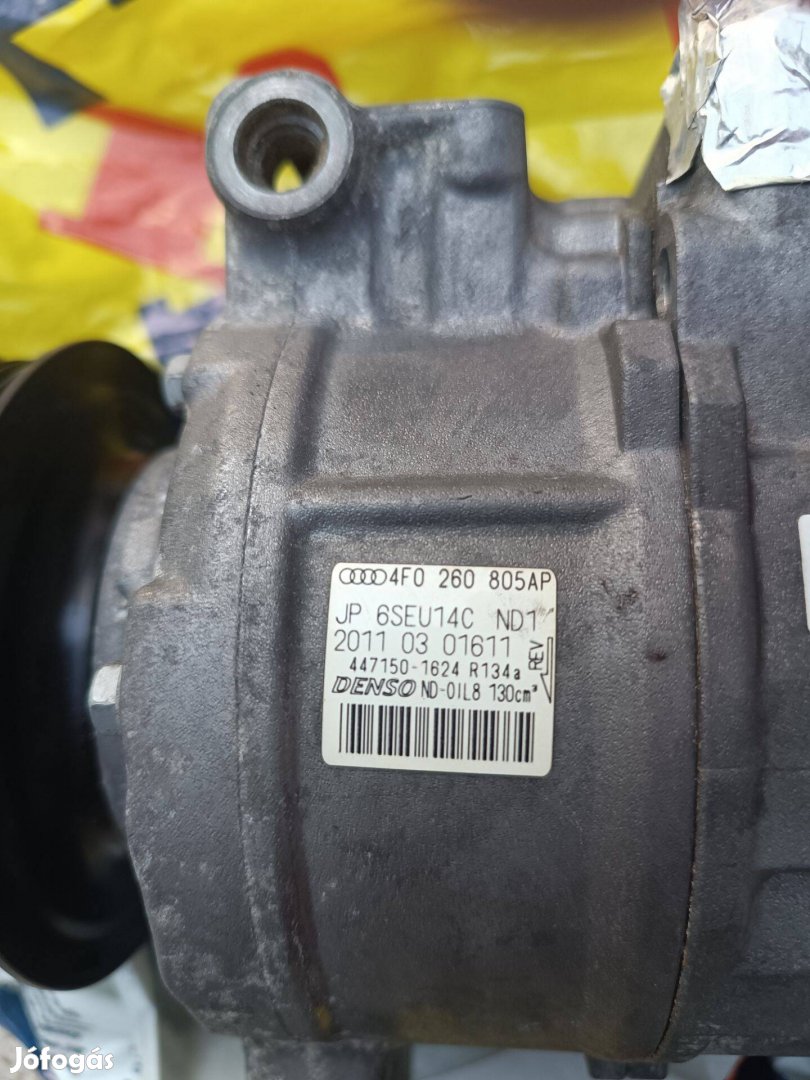 4F0 260 805AP
JP 6SEU14C ND1
2011 03 01611
REV
447150-1624 R134a
DENSO ND-OIL8 130cm³
Jófogás